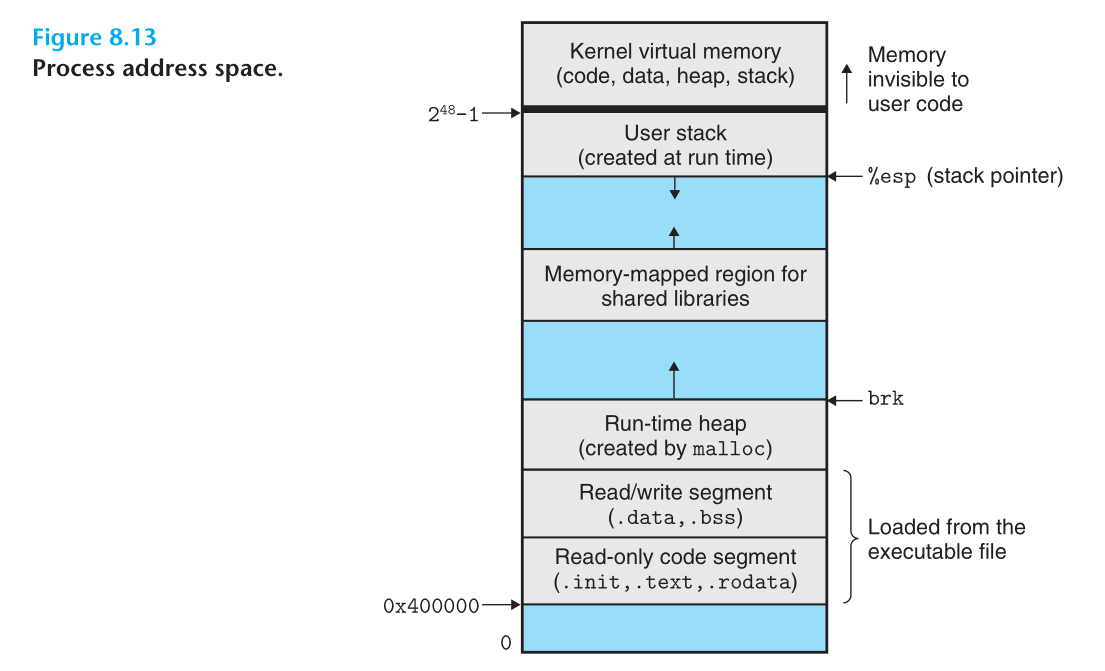 Figure 8.13
Process address space.
Kernel virtual memory
(code, data, heap, stack)
Memory
invisible to
user code
2⁴⁸−1
User stack
(created at run time)
%esp (stack pointer)
Memory-mapped region for
shared libraries
brk
Run-time heap
(created by malloc)
Read/write segment
(.data,.bss)
Loaded from the
executable file
Read-only code segment
(.init,.text,.rodata)
0x400000
0